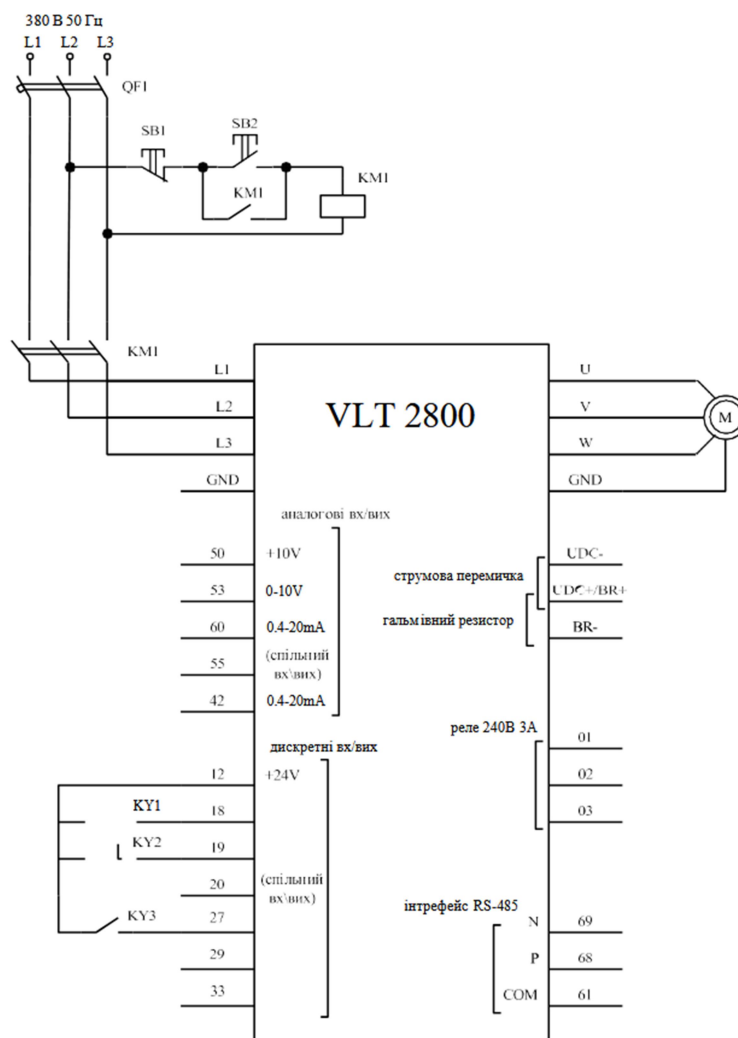 380 В 50 Гц
L1 L2 L3
QF1
SB1
SB2
KM1
KM1
KM1
VLT 2800
L1
L2
L3
GND
U
V
W
GND
M
аналогові вх/вих
50 +10V
53 0-10V
60 0.4-20mA
55 (спільний
вх\вих)
42 0.4-20mA
UDC-
струмова перемичка
UDC+/BR+
гальмівний резистор
BR-
реле 240В 3А
01
02
03
дискретні вх/вих
12 +24V
KY1 18
KY2 19
20 (спільний
вх\вих)
KY3 27
29
33
інтрефейс RS-485
N 69
P 68
COM 61